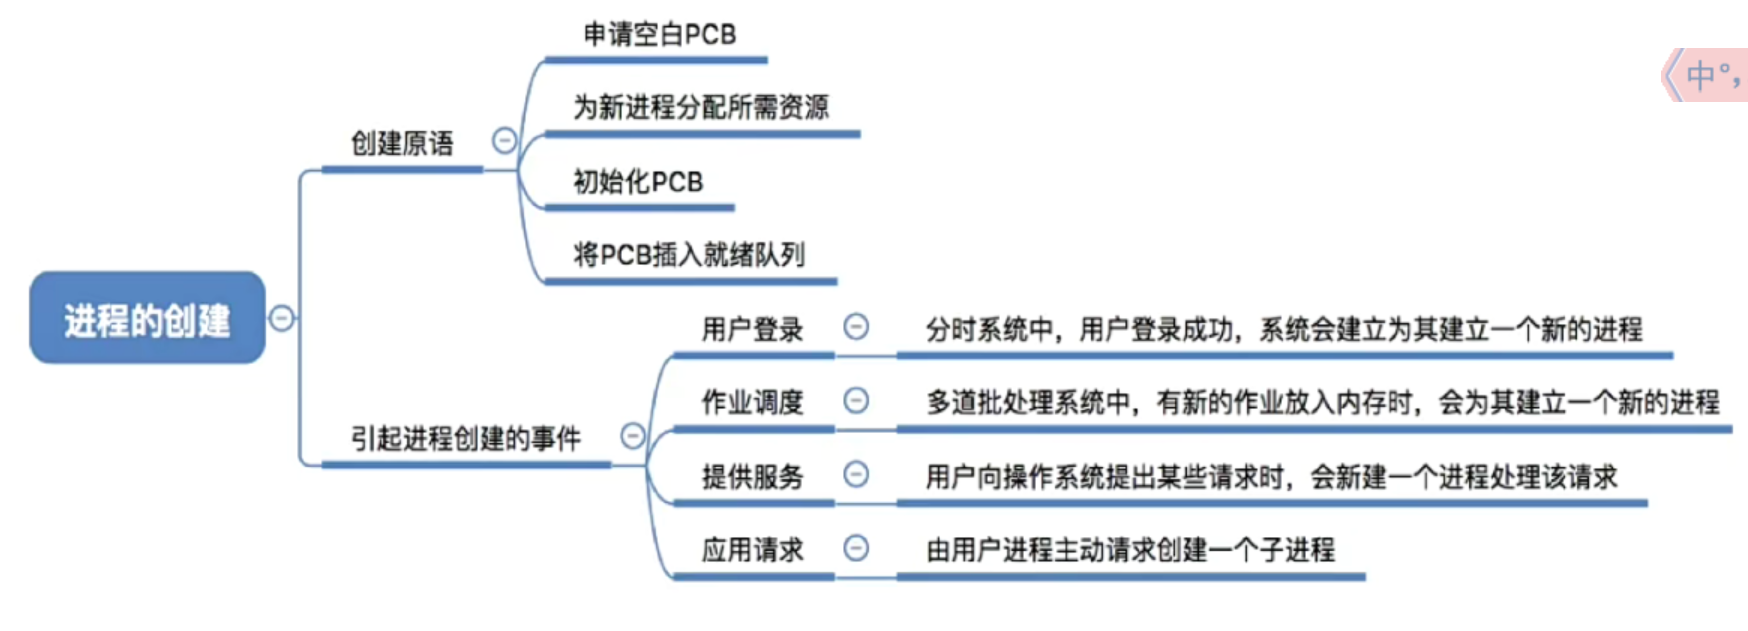 申请空白PCB
为新进程分配所需资源
创建原语
初始化PCB
将PCB插入就绪队列
进程的创建
用户登录
分时系统中，用户登录成功，系统会建立为其建立一个新的进程
作业调度
多道批处理系统中，有新的作业放入内存时，会为其建立一个新的进程
引起进程创建的事件
提供服务
用户向操作系统提出某些请求时，会新建一个进程处理该请求
应用请求
由用户进程主动请求创建一个子进程
中°，